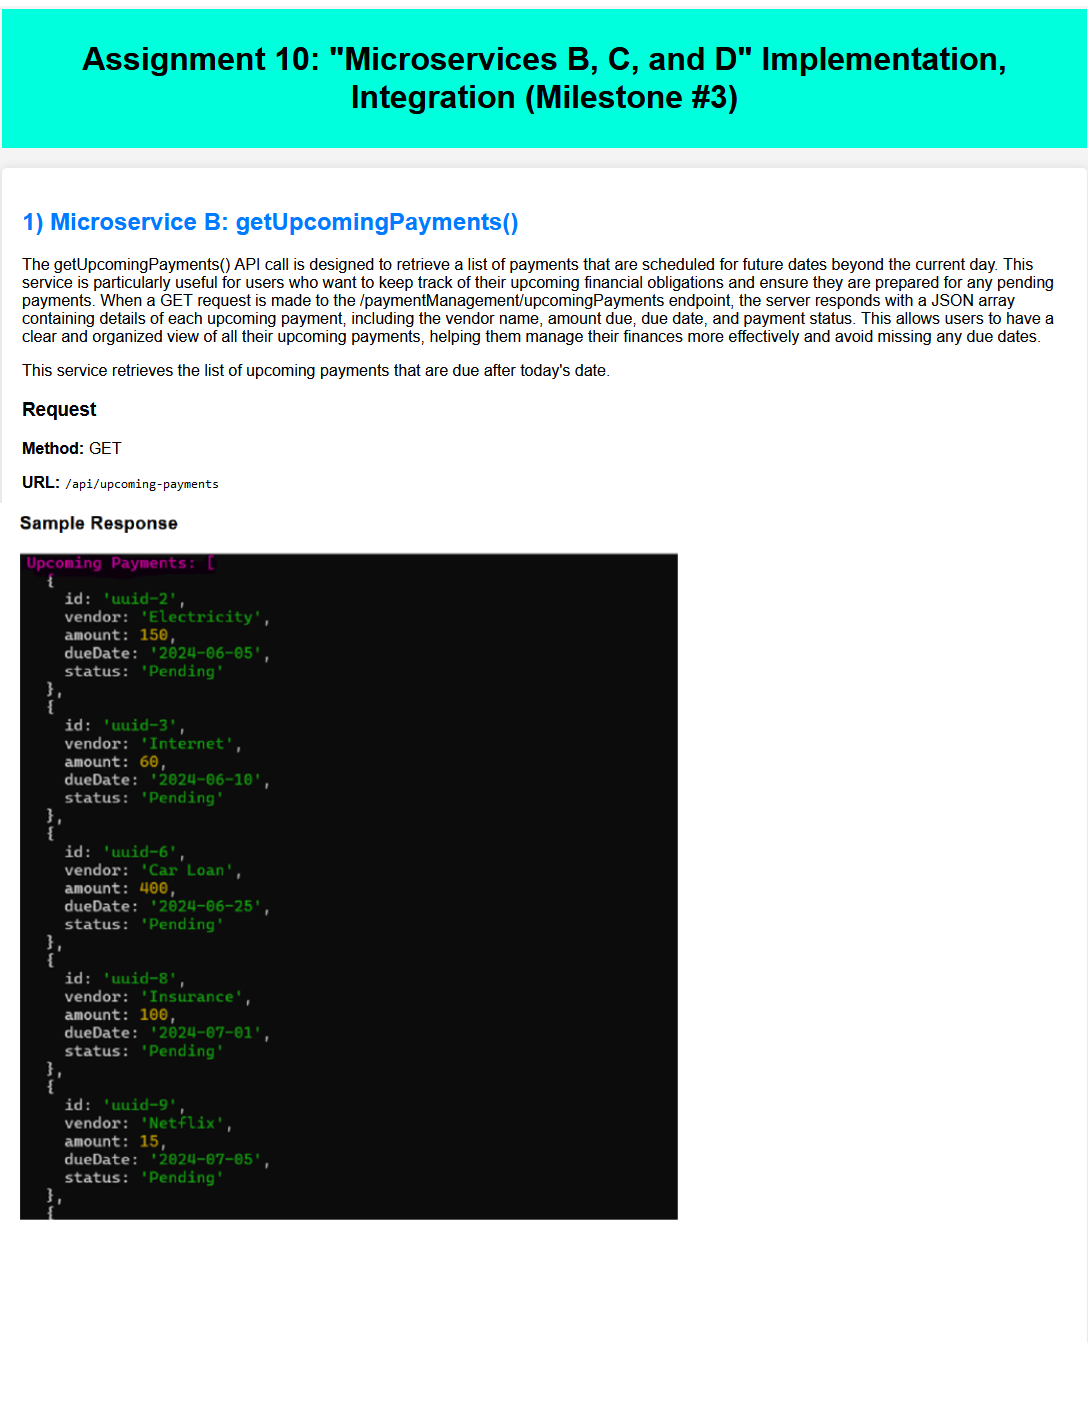 Assignment 10: "Microservices B, C, and D" Implementation,
Integration (Milestone #3)
1) Microservice B: getUpcomingPayments()
The getUpcomingPayments() API call is designed to retrieve a list of payments that are scheduled for future dates beyond the current day. This
service is particularly useful for users who want to keep track of their upcoming financial obligations and ensure they are prepared for any pending
payments. When a GET request is made to the /paymentManagement/upcomingPayments endpoint, the server responds with a JSON array
containing details of each upcoming payment, including the vendor name, amount due, due date, and payment status. This allows users to have a
clear and organized view of all their upcoming payments, helping them manage their finances more effectively and avoid missing any due dates.
This service retrieves the list of upcoming payments that are due after today's date.
Request
Method: GET
URL: /api/upcoming-payments
Sample Response
Upcoming Payments: [
{
id: 'uuid-2',
vendor: 'Electricity',
amount: 150,
dueDate: '2024-06-05',
status: 'Pending'
},
{
id: 'uuid-3',
vendor: 'Internet',
amount: 60,
dueDate: '2024-06-10',
status: 'Pending'
},
{
id: 'uuid-6',
vendor: 'Car Loan',
amount: 400,
dueDate: '2024-06-25',
status: 'Pending'
},
{
id: 'uuid-8',
vendor: 'Insurance',
amount: 100,
dueDate: '2024-07-01',
status: 'Pending'
},
{
id: 'uuid-9',
vendor: 'Netflix',
amount: 15,
dueDate: '2024-07-05',
status: 'Pending'
},
{